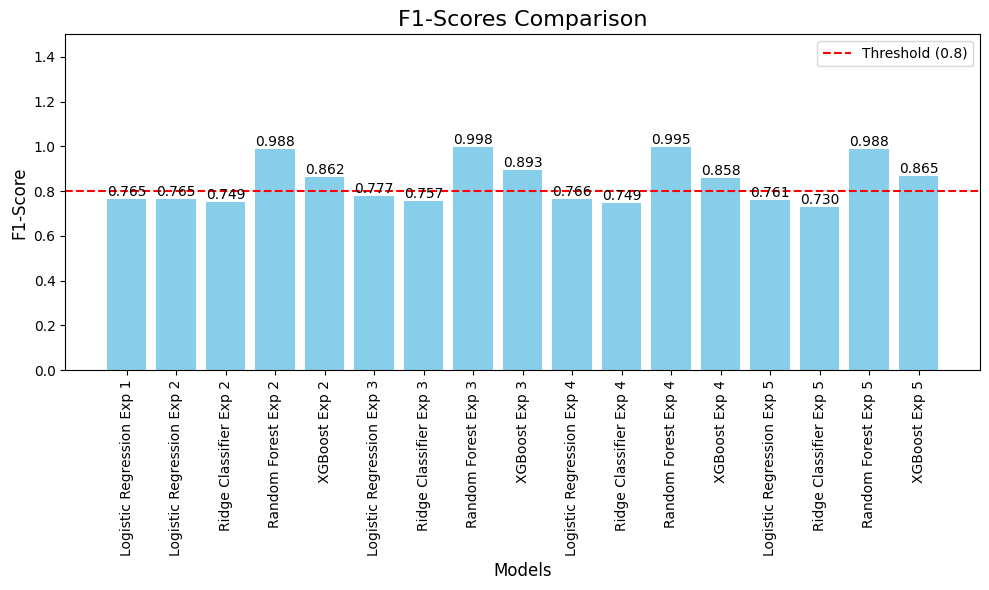 F1-Scores Comparison
Threshold (0.8)
F1-Score
1.4
1.2
1.0
0.8
0.6
0.4
0.2
0.0
0.765
0.765
0.749
0.988
0.862
0.777
0.757
0.998
0.893
0.766
0.749
0.995
0.858
0.761
0.730
0.988
0.865
Logistic Regression Exp 1
Logistic Regression Exp 2
Ridge Classifier Exp 2
Random Forest Exp 2
XGBoost Exp 2
Logistic Regression Exp 3
Ridge Classifier Exp 3
Random Forest Exp 3
XGBoost Exp 3
Logistic Regression Exp 4
Ridge Classifier Exp 4
Random Forest Exp 4
XGBoost Exp 4
Logistic Regression Exp 5
Ridge Classifier Exp 5
Random Forest Exp 5
XGBoost Exp 5
Models